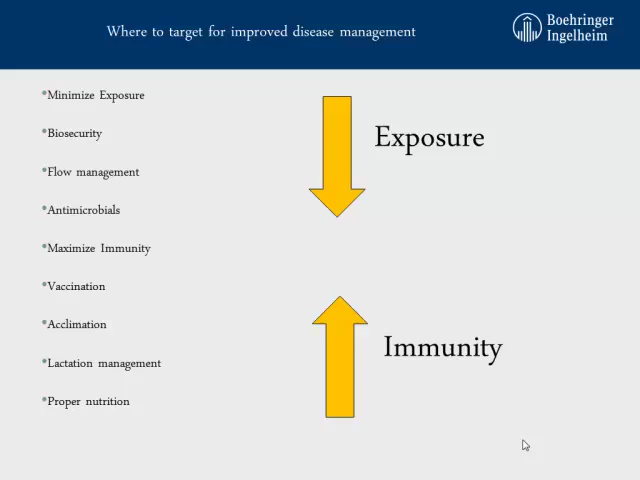 Where to target for improved disease management
Boehringer
Ingelheim
•Minimize Exposure
•Biosecurity
•Flow management
•Antimicrobials
•Maximize Immunity
•Vaccination
•Acclimation
•Lactation management
•Proper nutrition
Exposure
Immunity